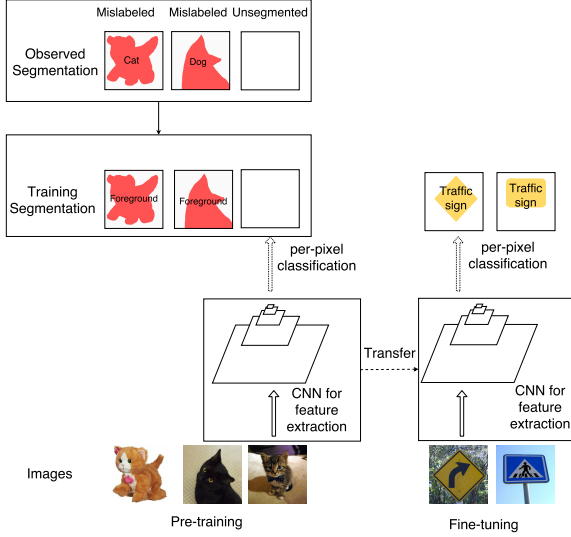 Mislabeled Mislabeled Unsegmented
Observed
Segmentation
Cat
Dog
Training
Segmentation
Foreground
Foreground
Traffic
sign
Traffic
sign
per-pixel
classification
per-pixel
classification
Transfer
CNN for
feature
extraction
CNN for
feature
extraction
Images
Pre-training
Fine-tuning